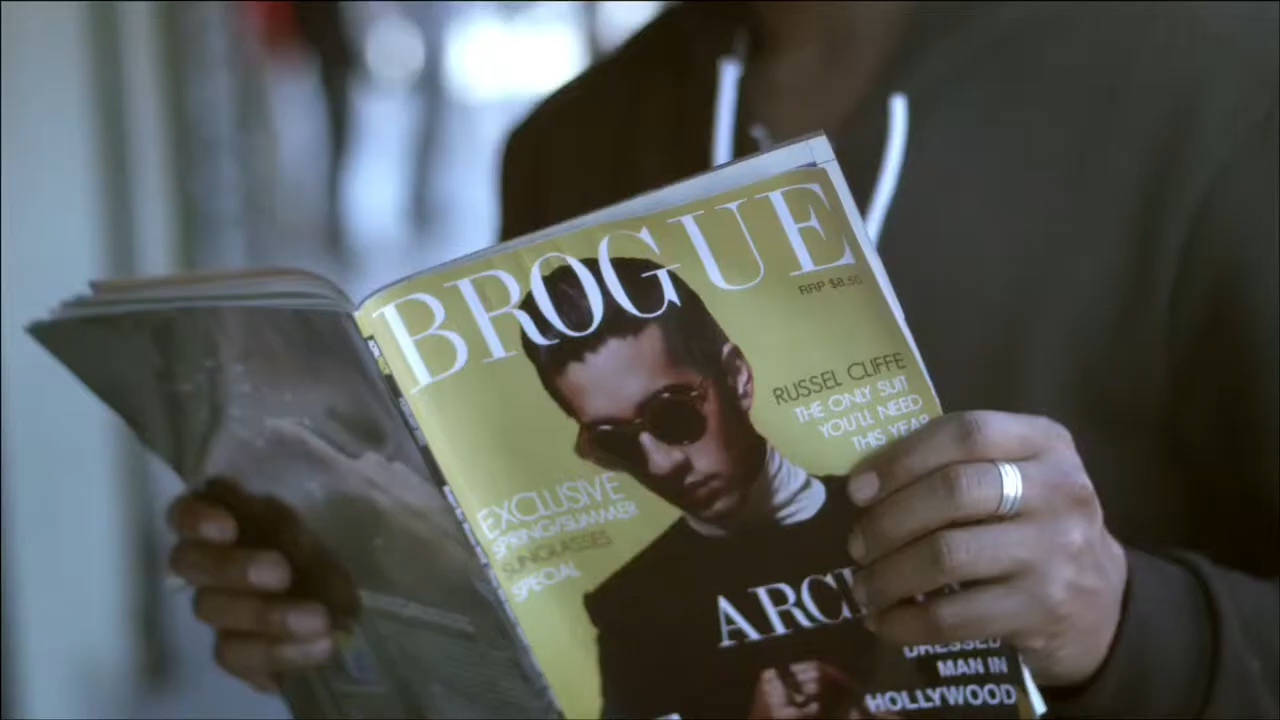 BROGUE
RRP $8.50
RUSSEL CLIFFE
THE ONLY SUIT
YOU'LL NEED
THIS YEAR
EXCLUSIVE
SPRING/SUMMER
SUNGLASSES
SPECIAL
DRESSED
MAN IN
HOLLYWOOD